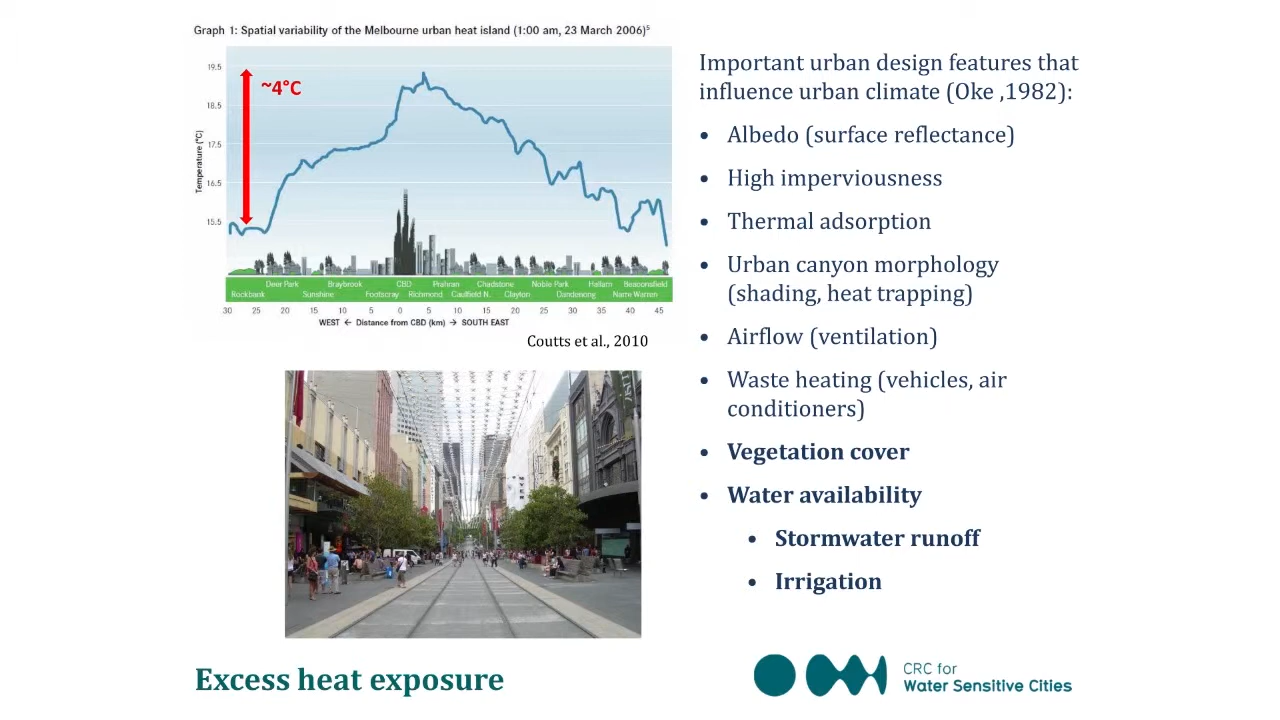 Graph 1: Spatial variability of the Melbourne urban heat island (1:00 am, 23 March 2006)⁵
19.5
18.5
17.5
16.5
15.5
Temperature (°C)
~4°C
Deer Park Braybrook CBD Prahran Chadstone Noble Park Hallam Beaconsfield
Rockbank Sunshine Footscray Richmond Caulfield N. Clayton Dandenong Narre Warran
30 25 20 15 10 5 0 5 10 15 20 25 30 35 40 45
WEST ← Distance from CBD (km) → SOUTH EAST
Coutts et al., 2010
MYER
Excess heat exposure
Important urban design features that
influence urban climate (Oke ,1982):
• Albedo (surface reflectance)
• High imperviousness
• Thermal adsorption
• Urban canyon morphology
(shading, heat trapping)
• Airflow (ventilation)
• Waste heating (vehicles, air
conditioners)
• Vegetation cover
• Water availability
• Stormwater runoff
• Irrigation
CRC for
Water Sensitive Cities